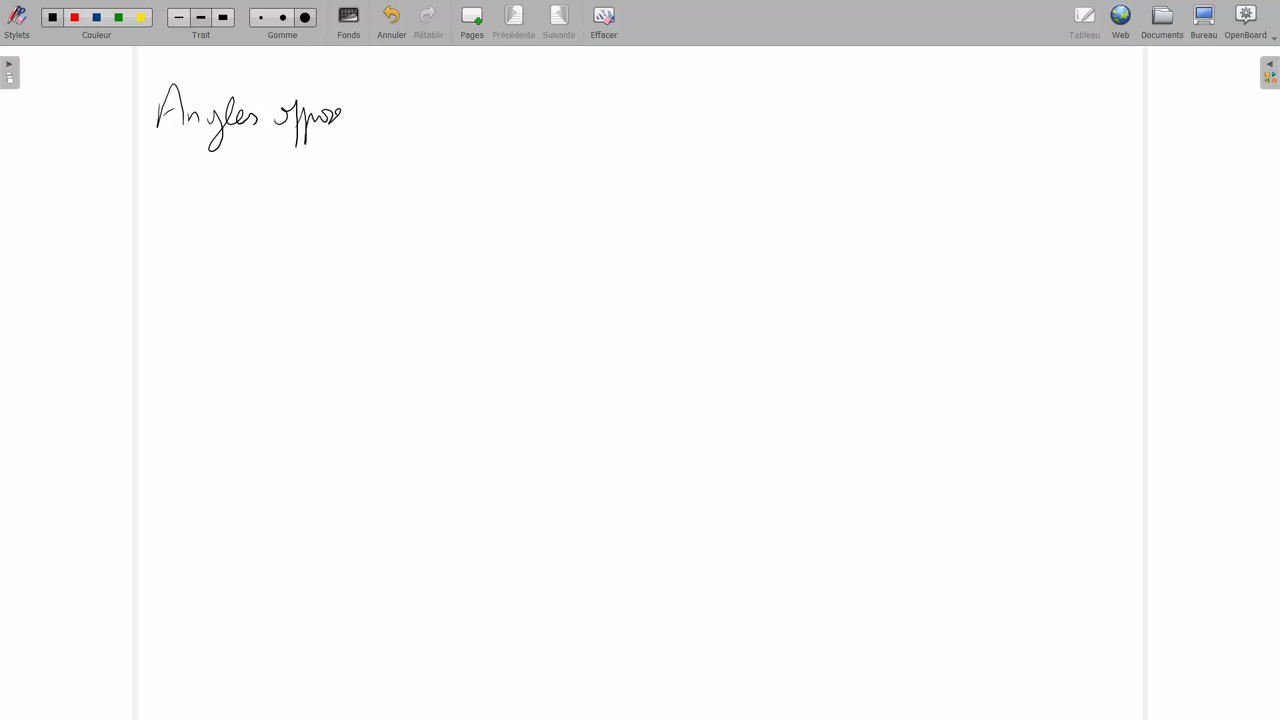 Stylets Couleur Trait Gomme Fonds Annuler Rétablir Pages Précédente Suivante Effacer Tableau Web Documents Bureau OpenBoard
Angles oppos